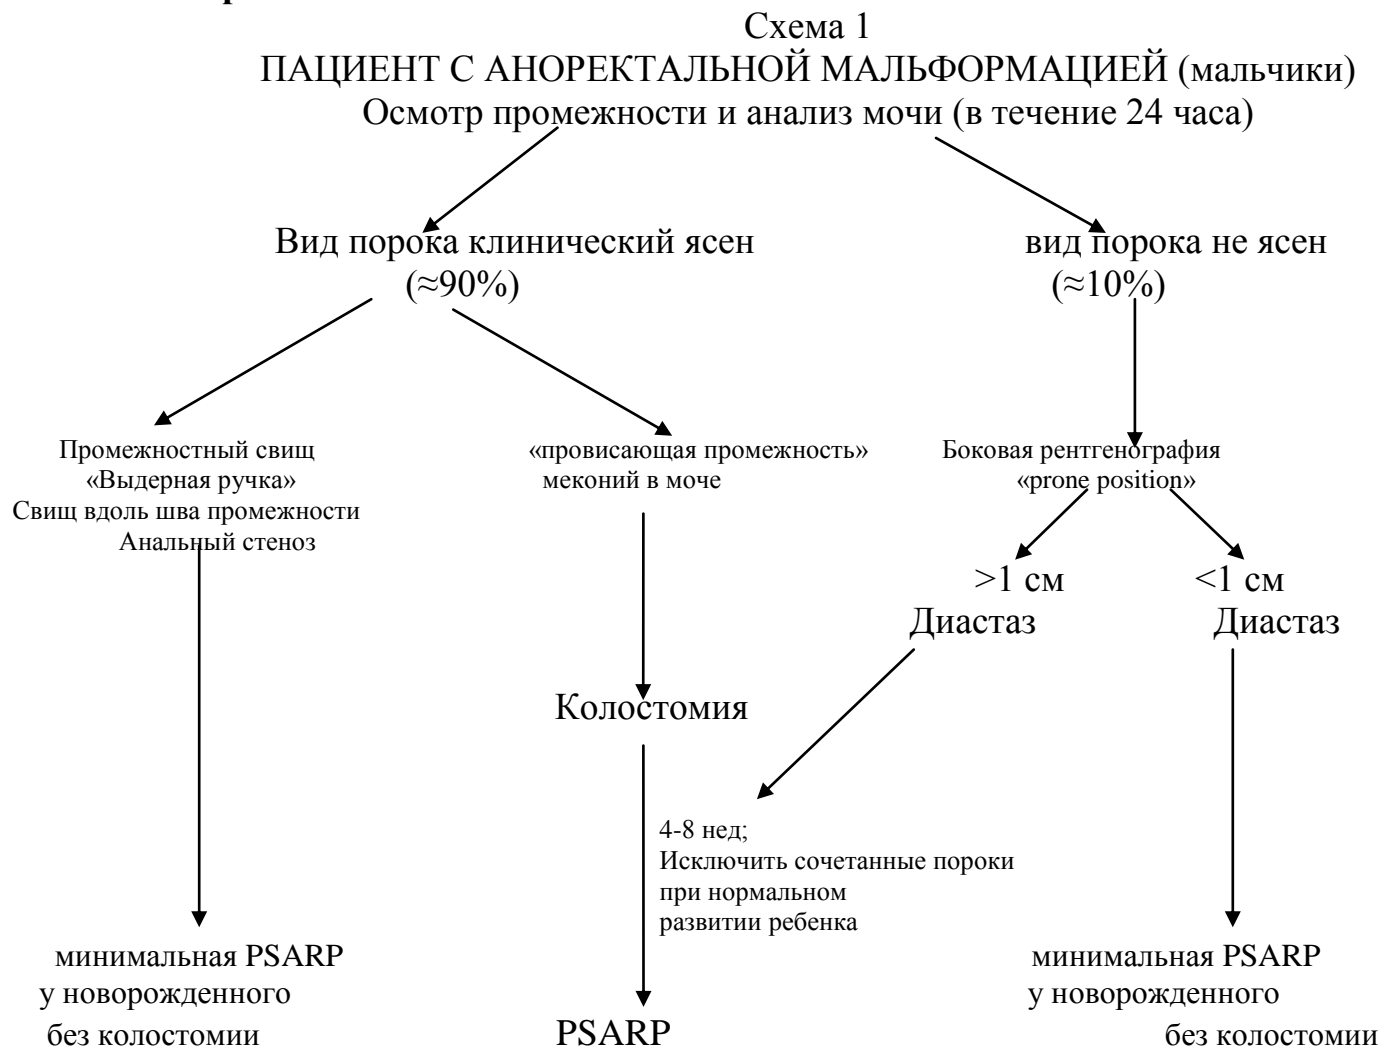 Схема 1
ПАЦИЕНТ С АНОРЕКТАЛЬНОЙ МАЛЬФОРМАЦИЕЙ (мальчики)
Осмотр промежности и анализ мочи (в течение 24 часа)
Вид порока клинический ясен
(≈90%)
вид порока не ясен
(≈10%)
Промежностный свищ
«Выдерная ручка»
Свищ вдоль шва промежности
Анальный стеноз
«провисающая промежность»
меконий в моче
Боковая рентгенография
«prone position»
>1 см
Диастаз
<1 см
Диастаз
Колостомия
4-8 нед;
Исключить сочетанные пороки
при нормальном
развитии ребенка
минимальная PSARP
у новорожденного
без колостомии
PSARP
минимальная PSARP
у новорожденного
без колостомии